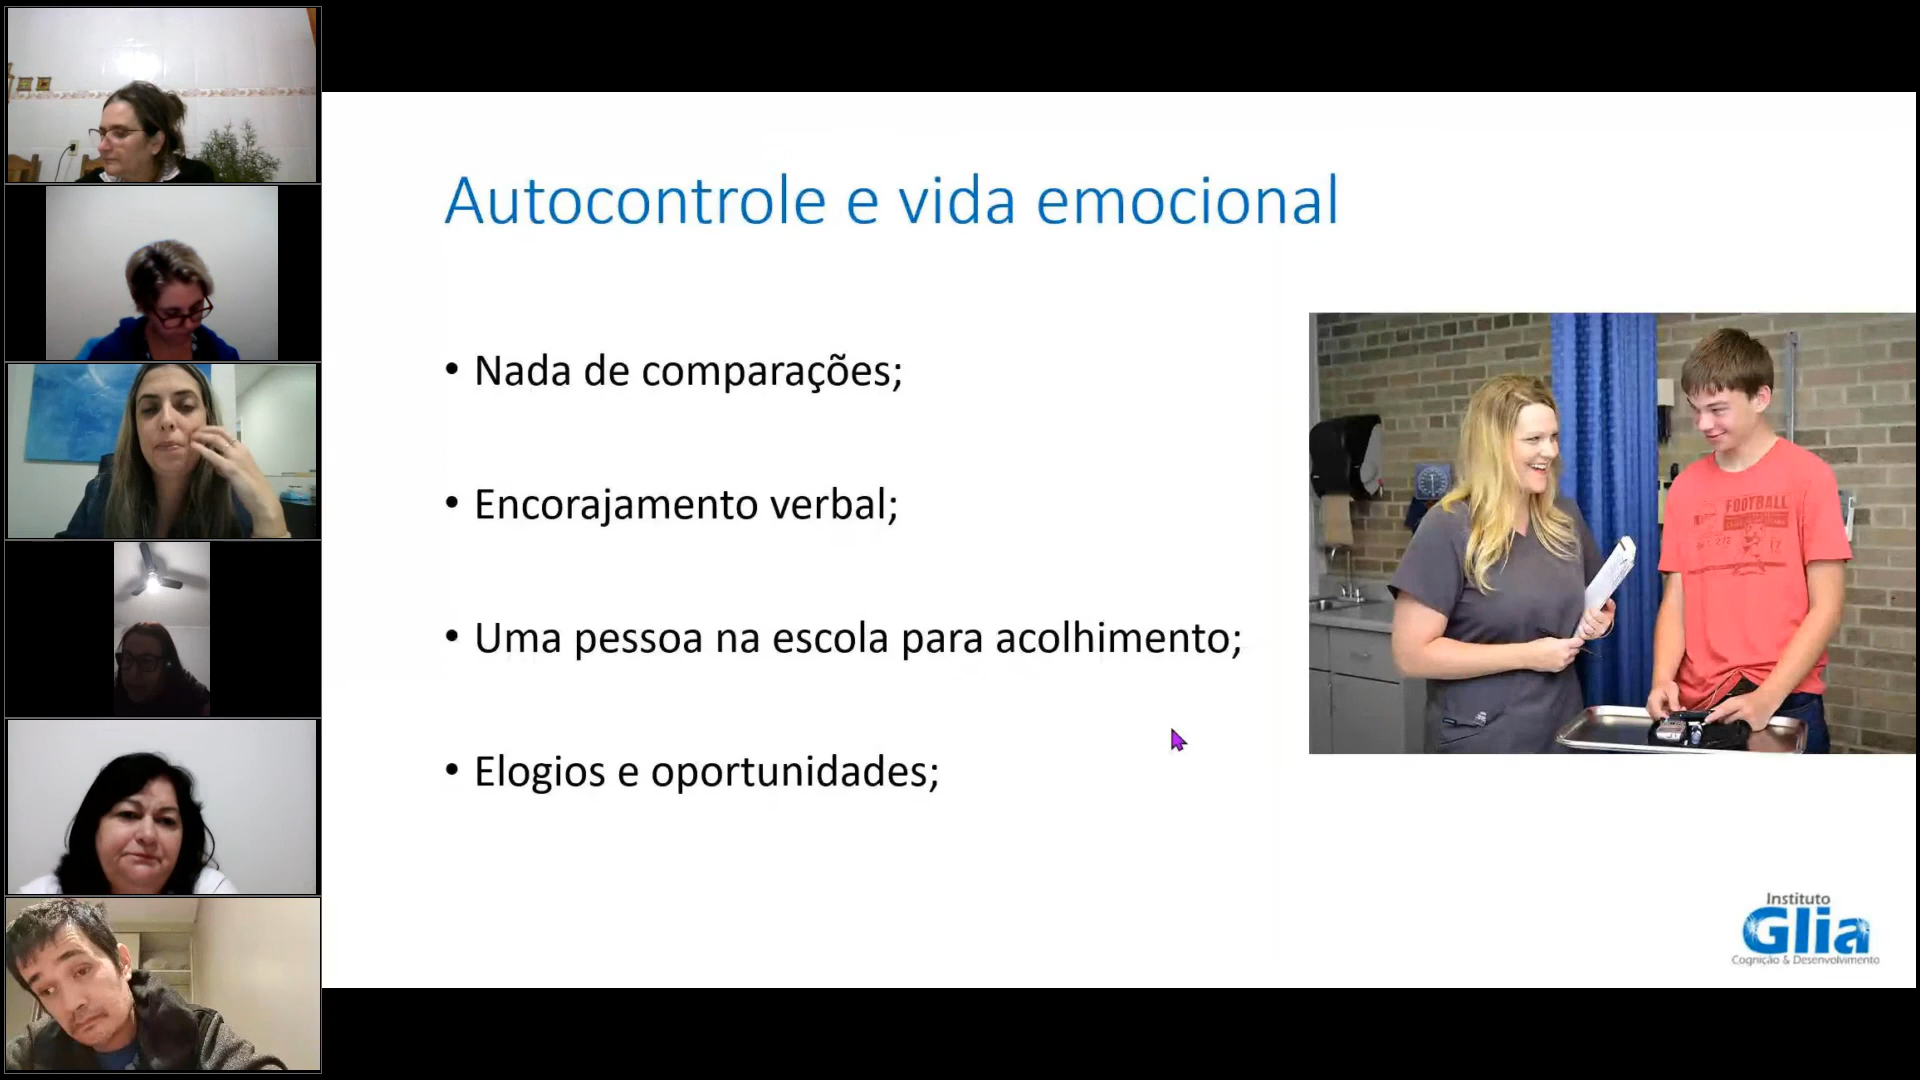 Autocontrole e vida emocional
• Nada de comparações;
• Encorajamento verbal;
• Uma pessoa na escola para acolhimento;
• Elogios e oportunidades;
FOOTBALL
Instituto
Glia
Cognição & Desenvolvimento